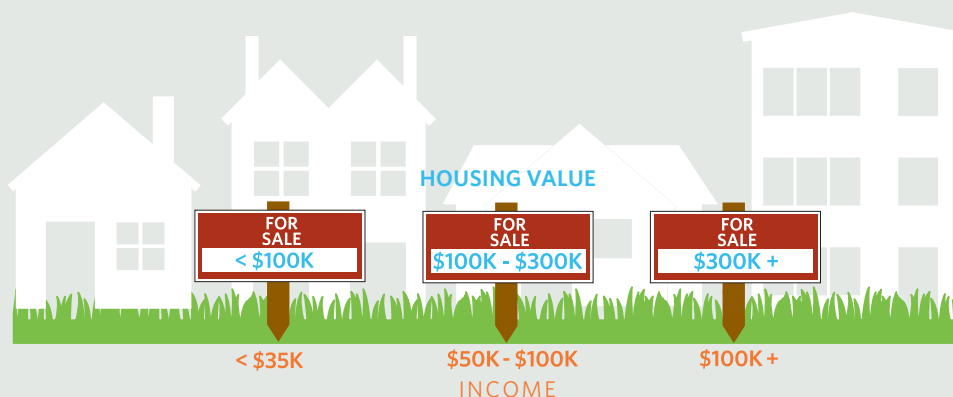 HOUSING VALUE
FOR
SALE
< $100K
FOR
SALE
$100K - $300K
FOR
SALE
$300K +
< $35K
$50K - $100K
$100K +
INCOME